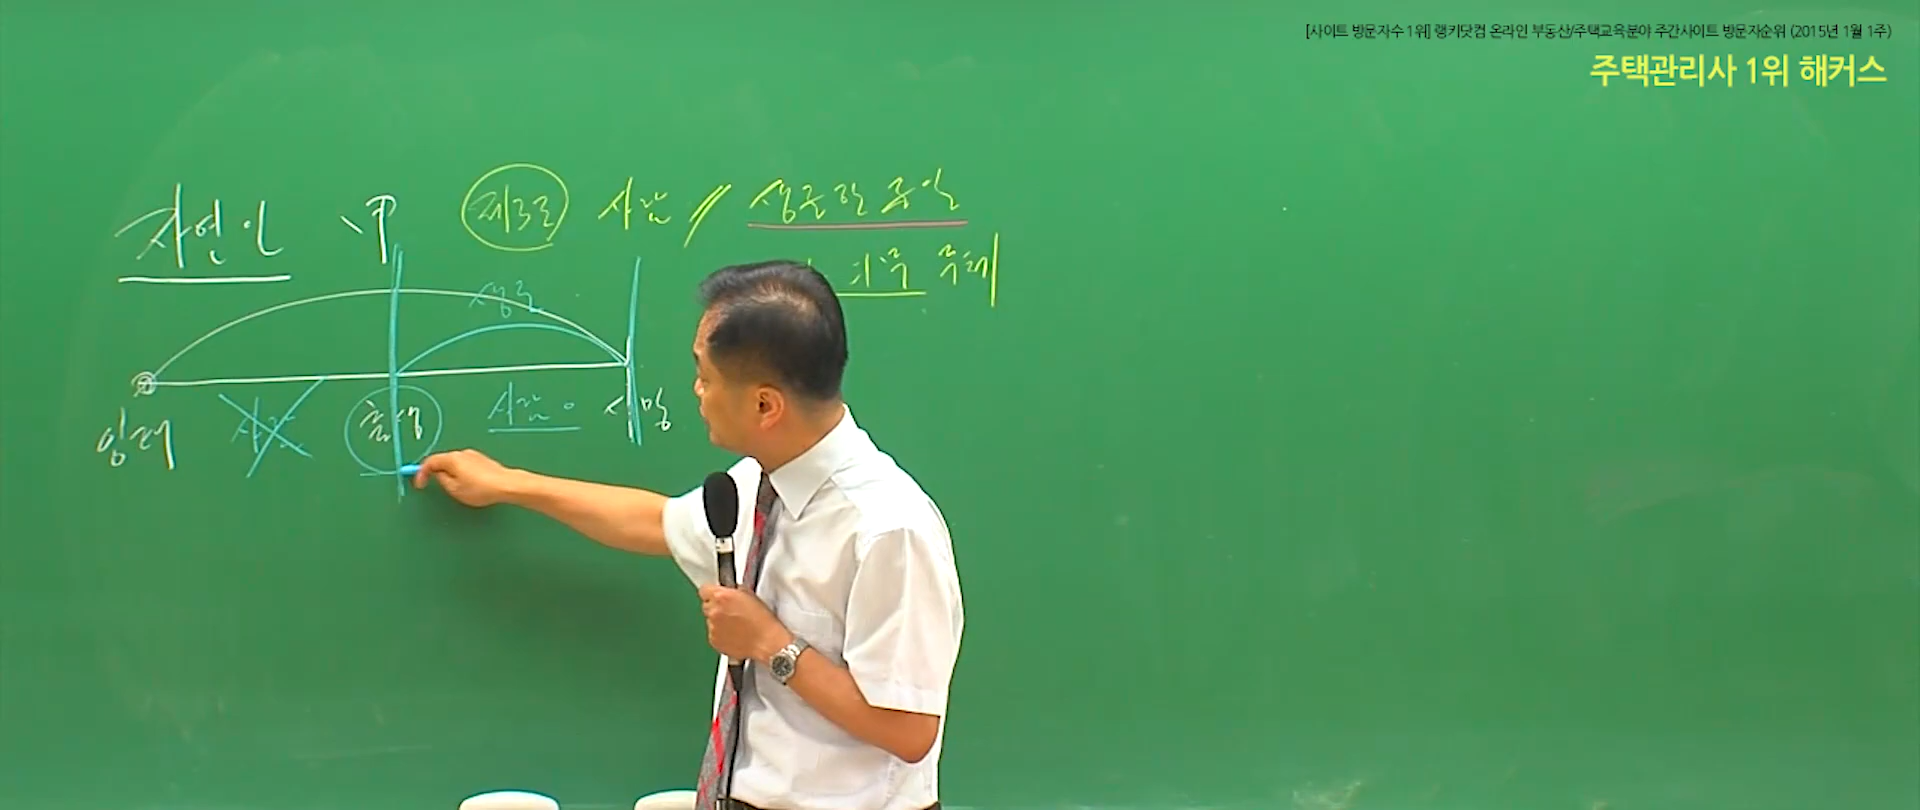 [사이트 방문자수 1위]랭키닷컴 온라인 부동산/주택교육분야 주간사이트 방문자순위 (2015년 1월 1주)
주택관리사 1위 해커스
자연인 甲 제3조 사람 // 생존한 동안
의무 주체
생존
임태 사람 출생 사람 사망